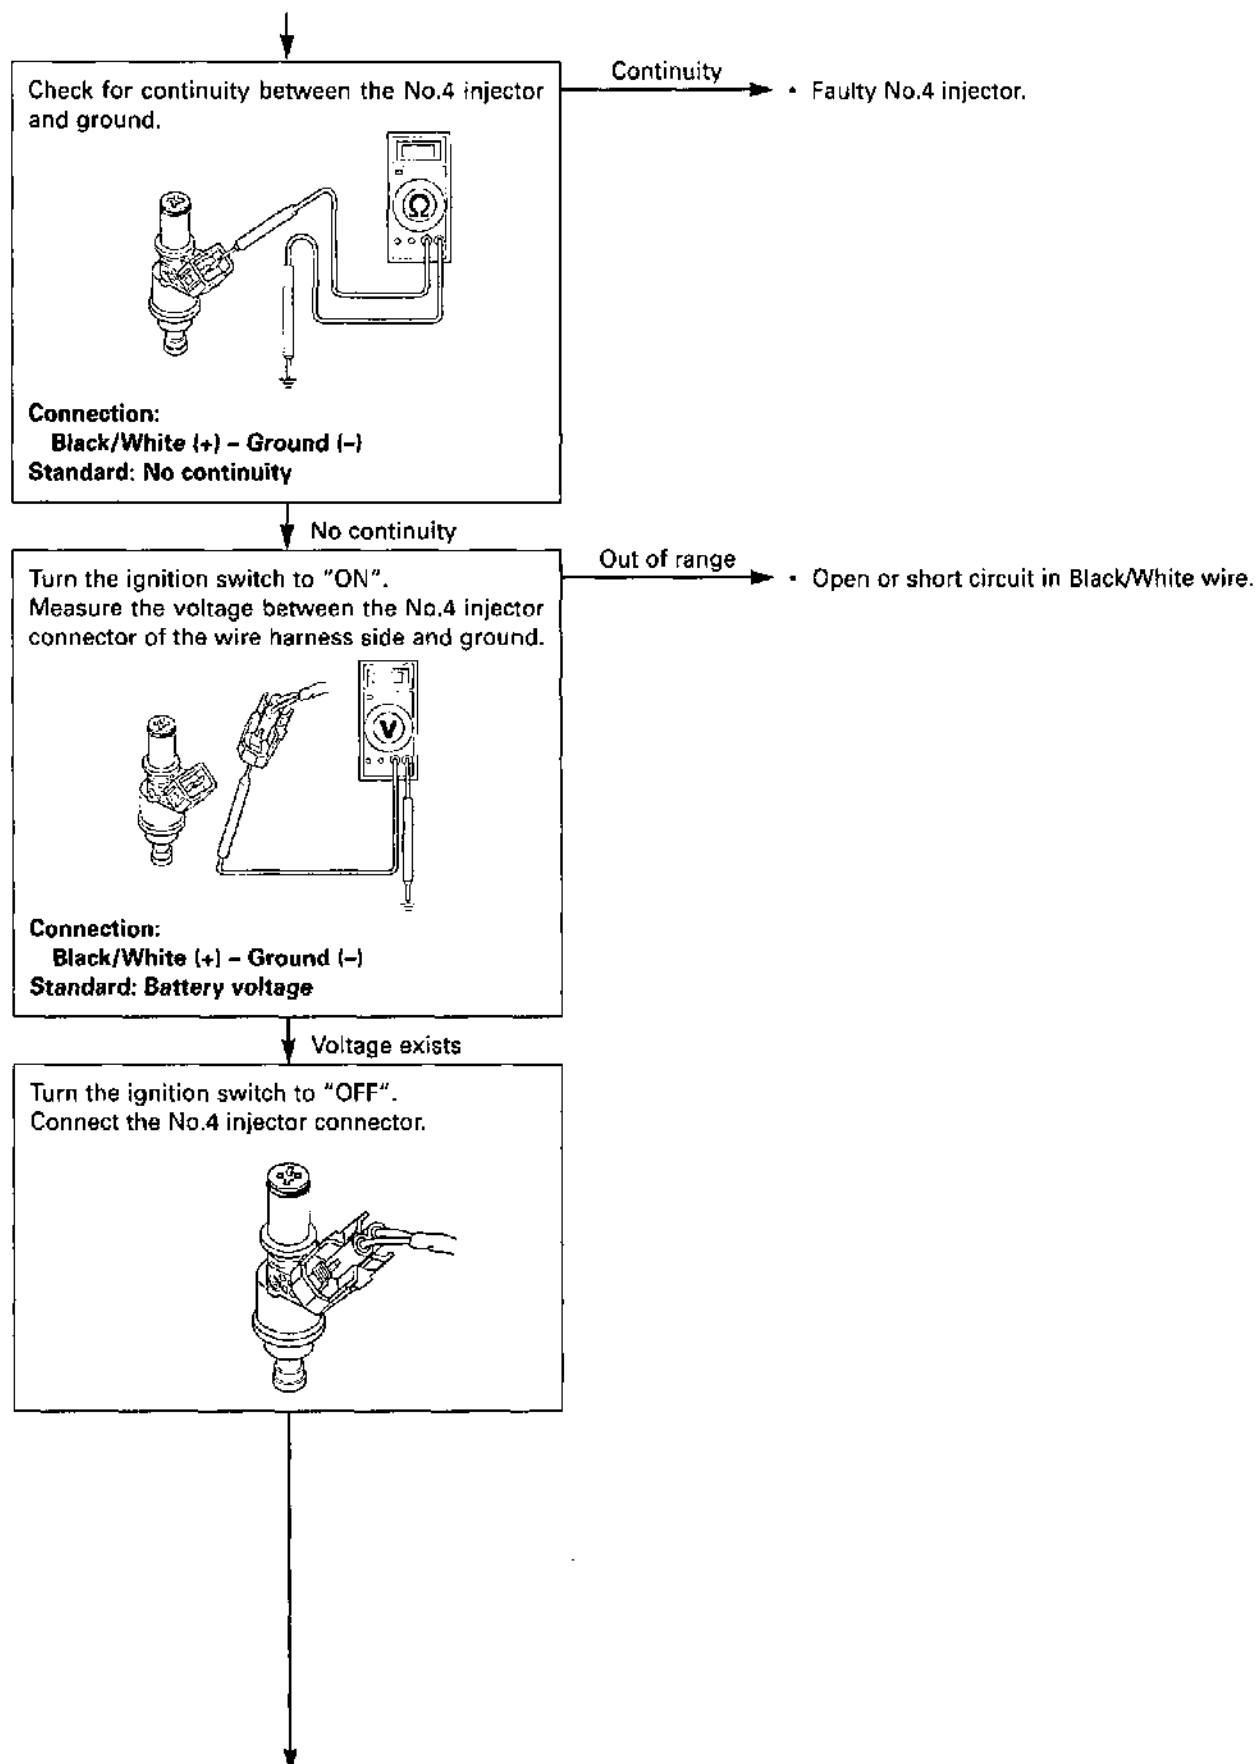 Check for continuity between the No.4 injector
and ground.
Continuity
• Faulty No.4 injector.
Ω
Connection:
Black/White (+) – Ground (–)
Standard: No continuity
No continuity
Turn the ignition switch to "ON".
Measure the voltage between the No.4 injector
connector of the wire harness side and ground.
Out of range
• Open or short circuit in Black/White wire.
V
Connection:
Black/White (+) – Ground (–)
Standard: Battery voltage
Voltage exists
Turn the ignition switch to "OFF".
Connect the No.4 injector connector.